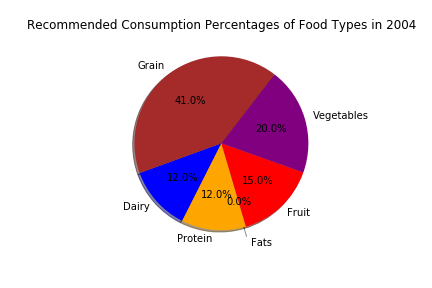 Recommended Consumption Percentages of Food Types in 2004
Grain
41.0%
Vegetables
20.0%
Dairy
12.0%
Protein
12.0%
Fats
0.0%
Fruit
15.0%